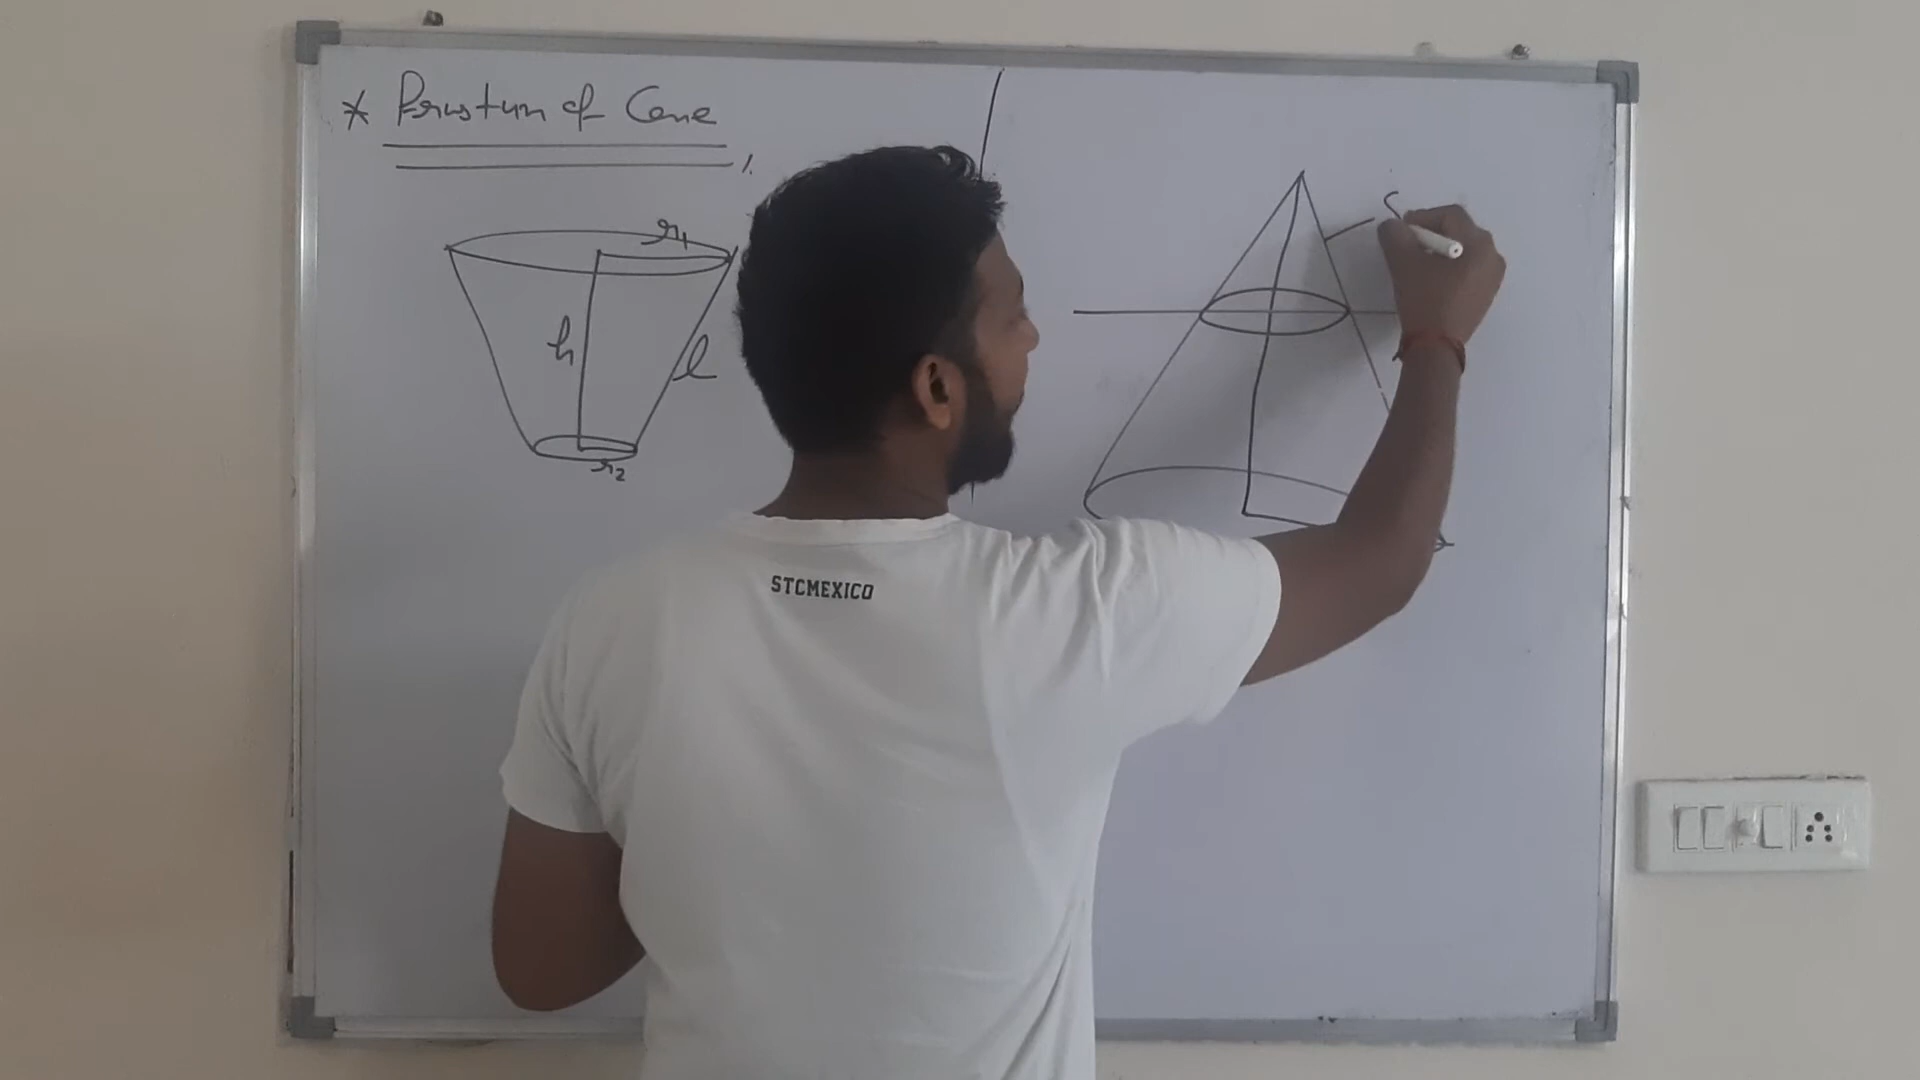 * Frustum of Cone
r1
h
l
r2
S
STCMEXICO